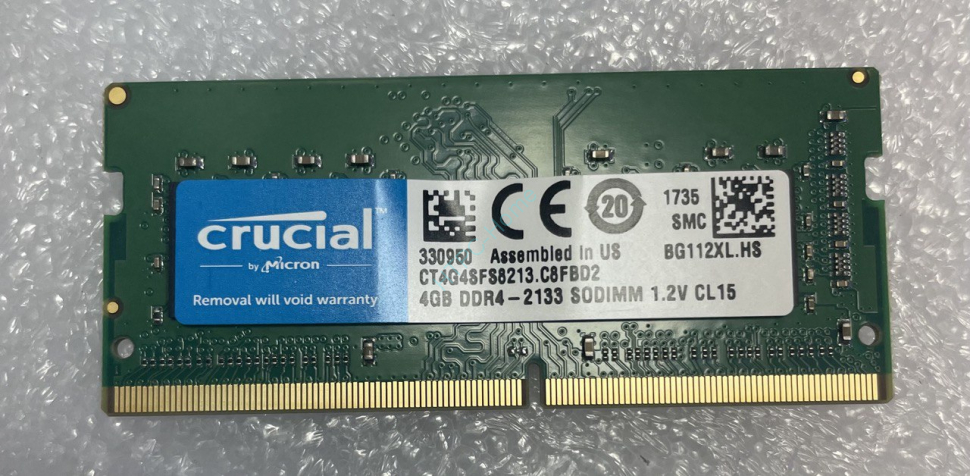 crucial™
by Micron
Removal will void warranty
20
1735
SMC
330950 Assembled in US BG112XL.HS
CT4G4SFS8213.C8FBD2
4GB DDR4-2133 SODIMM 1.2V CL15